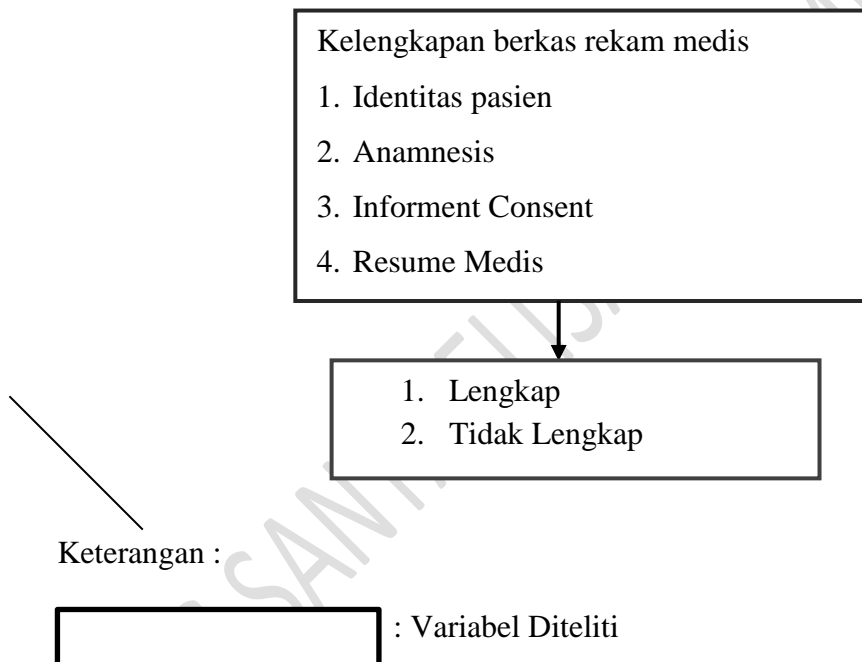 Kelengkapan berkas rekam medis
1. Identitas pasien
2. Anamnesis
3. Informent Consent
4. Resume Medis
1. Lengkap
2. Tidak Lengkap
Keterangan :
: Variabel Diteliti